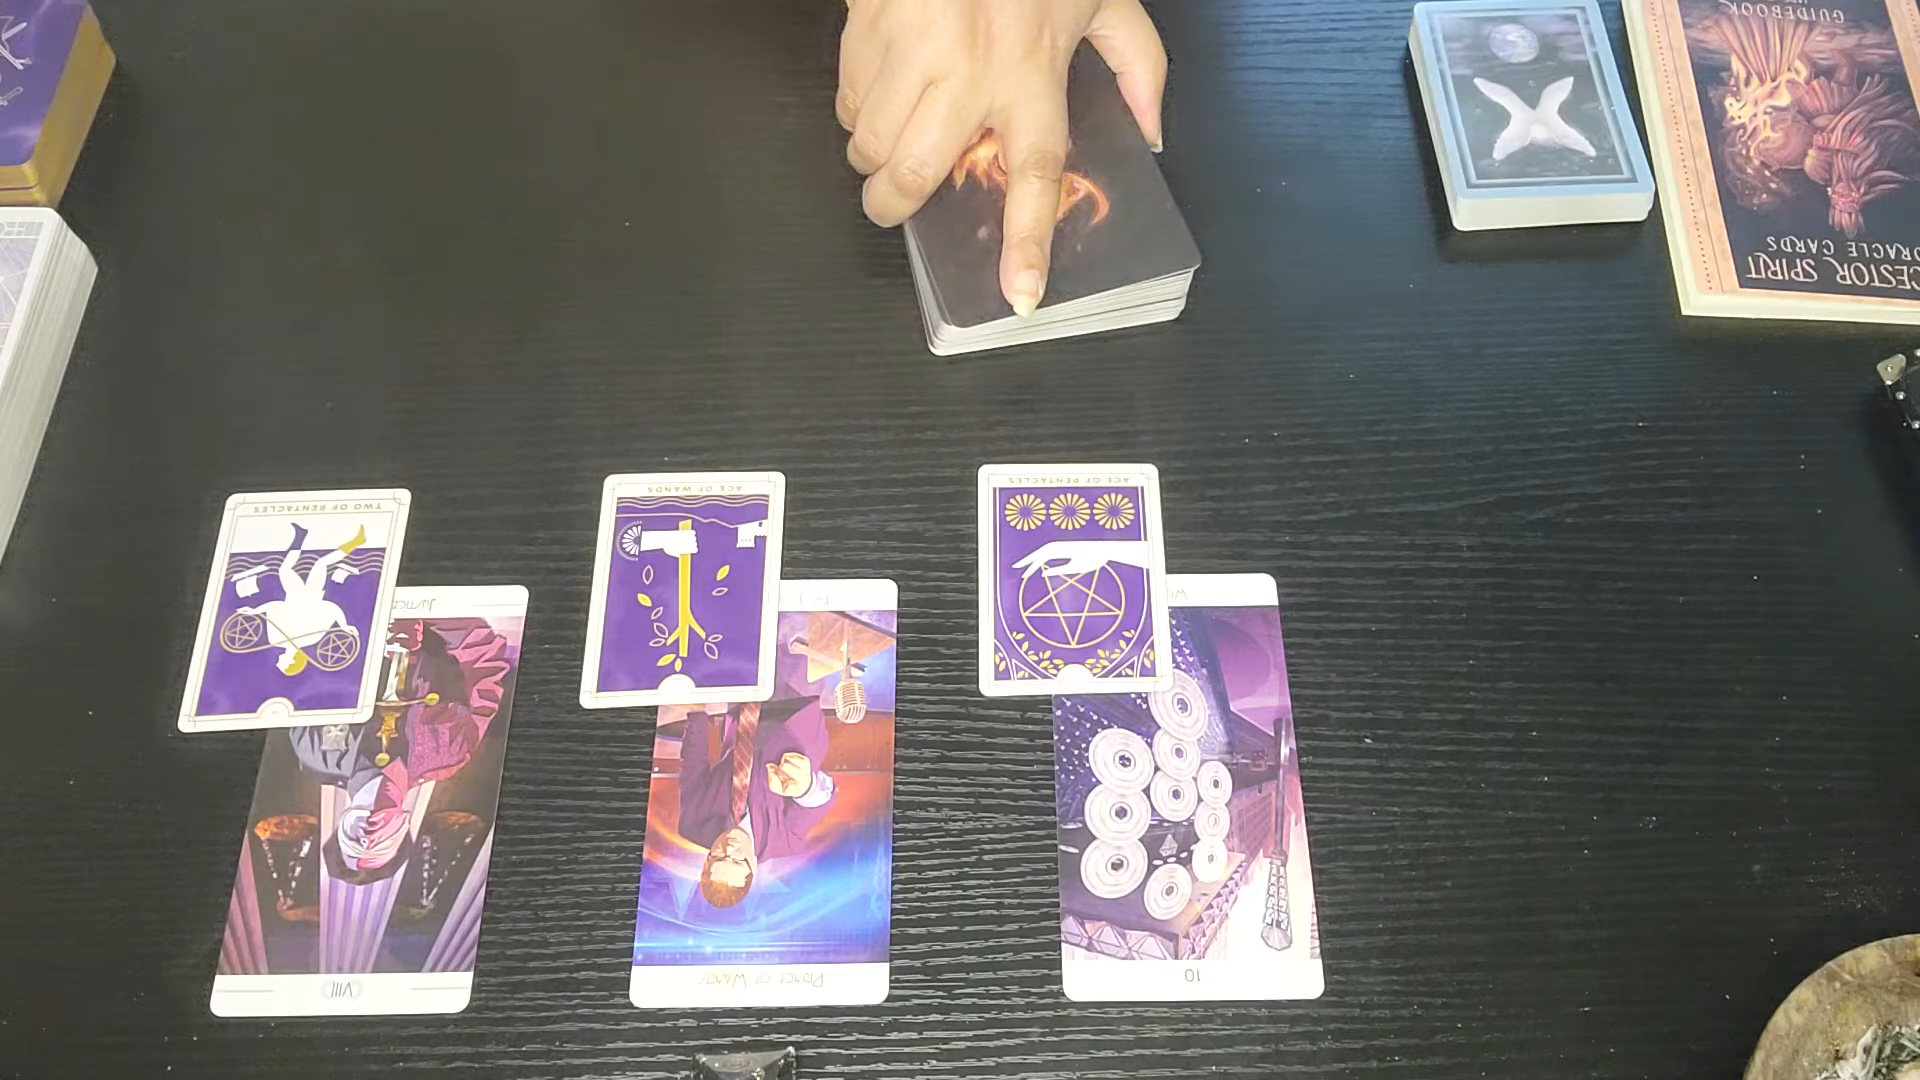 GUIDEBOOK
ORACLE CARDS
CESTOR SPIRIT
TWO OF PENTACLES
ACE OF WANDS
ACE OF PENTACLES
Justice
VIII
PRINCE OF WANDS
10